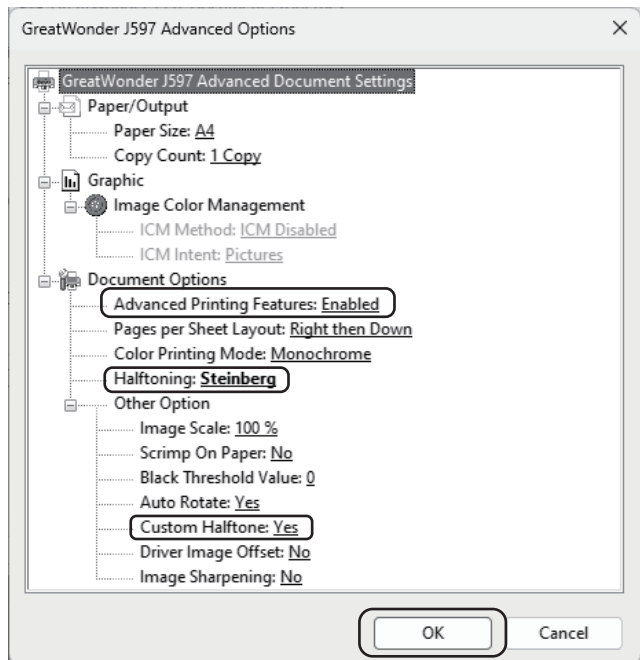 GreatWonder J597 Advanced Options
GreatWonder J597 Advanced Document Settings
Paper/Output
Paper Size: A4
Copy Count: 1 Copy
Graphic
Image Color Management
ICM Method: ICM Disabled
ICM Intent: Pictures
Document Options
Advanced Printing Features: Enabled
Pages per Sheet Layout: Right then Down
Color Printing Mode: Monochrome
Halftoning: Steinberg
Other Option
Image Scale: 100 %
Scrimp On Paper: No
Black Threshold Value: 0
Auto Rotate: Yes
Custom Halftone: Yes
Driver Image Offset: No
Image Sharpening: No
OK Cancel